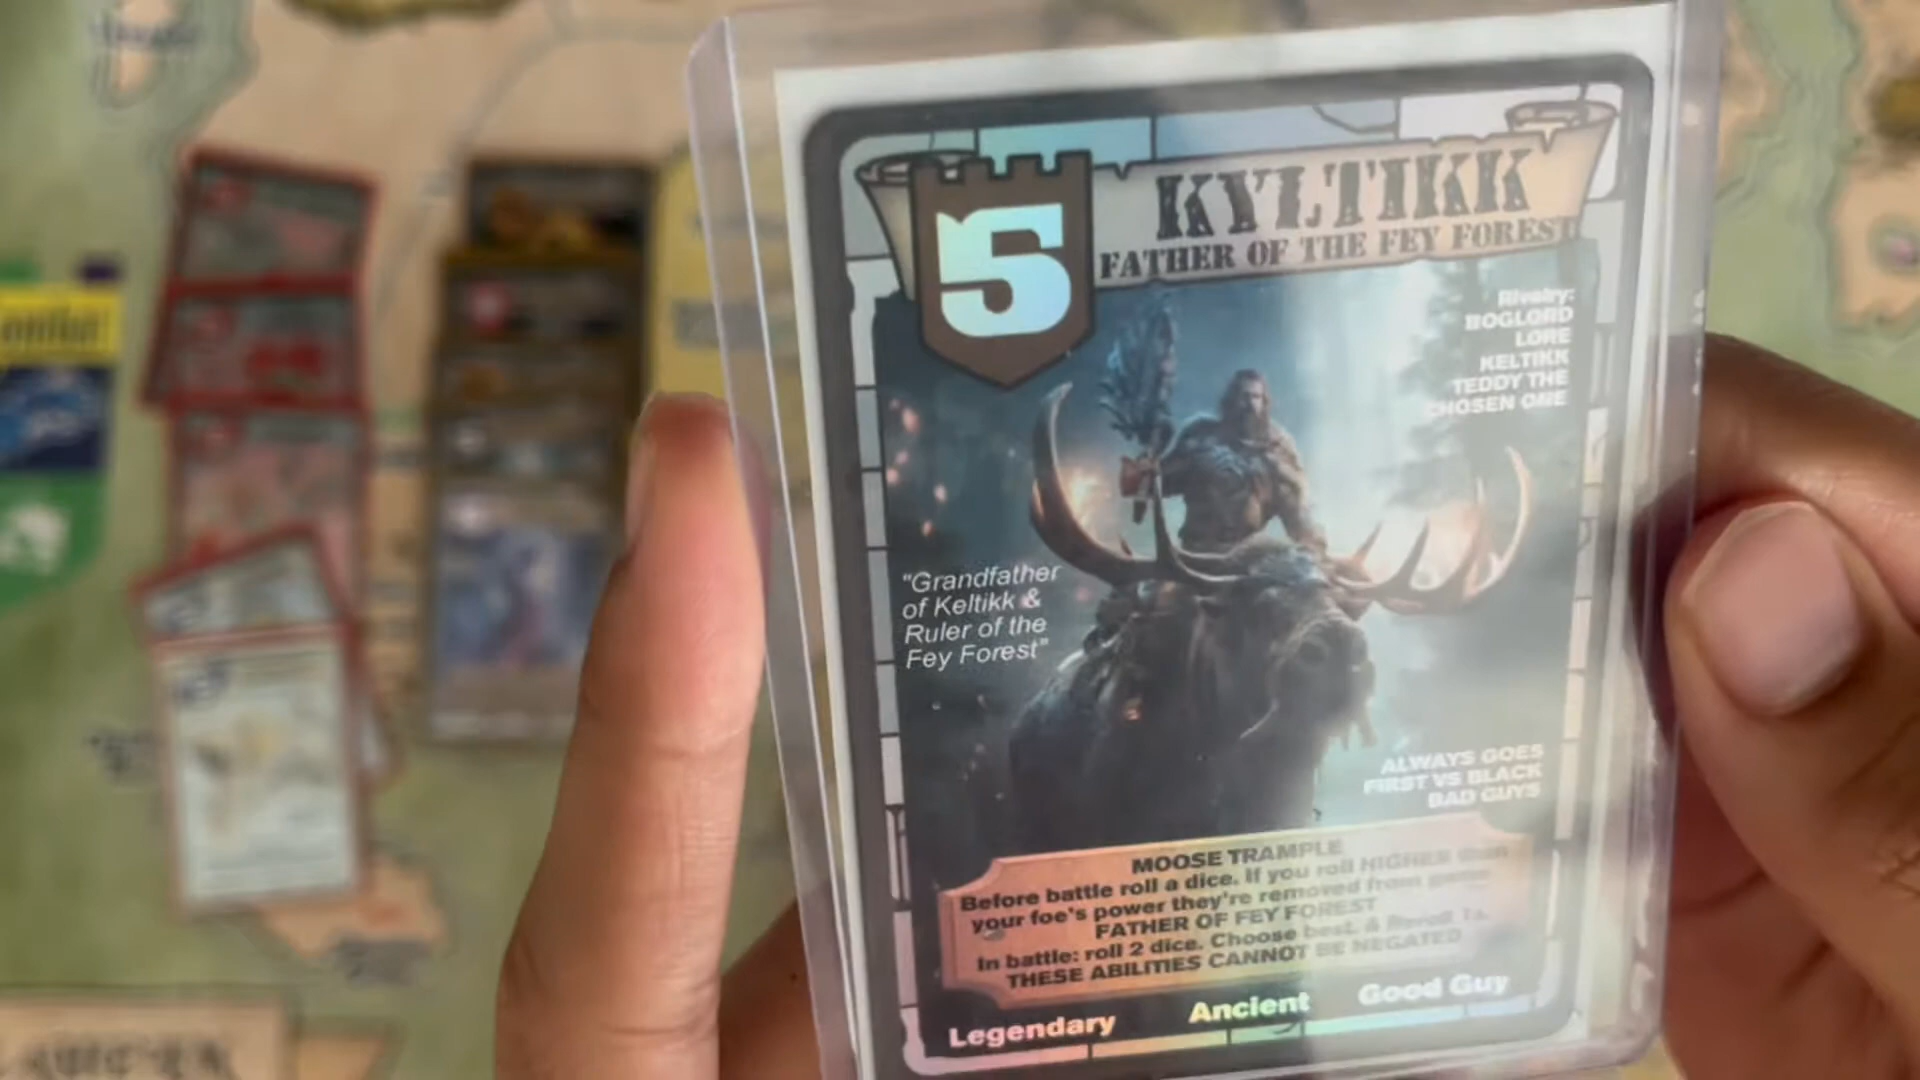 5
KYLTIKK
FATHER OF THE FEY FOREST
Rivalry:
BOGLORD
LORE
KELTIKK
TEDDY THE
CHOSEN ONE
"Grandfather
of Keltikk &
Ruler of the
Fey Forest"
ALWAYS GOES
FIRST VS BLACK
BAD GUYS
MOOSE TRAMPLE
Before battle roll a dice. If you roll HIGHER than
your foe's power they're removed from game
FATHER OF FEY FOREST
In battle: roll 2 dice. Choose best. & Reroll 1s.
THESE ABILITIES CANNOT BE NEGATED
Legendary
Ancient
Good Guy